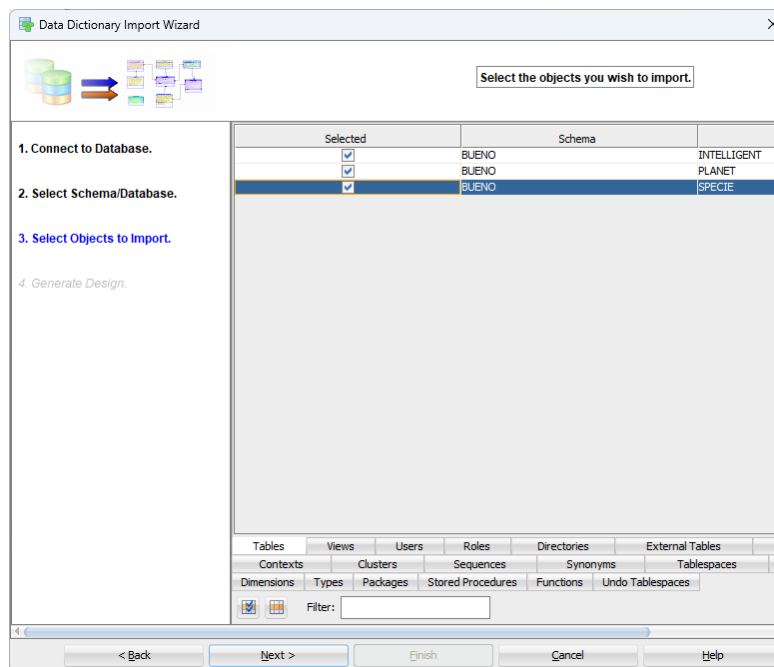 Data Dictionary Import Wizard
Select the objects you wish to import.
1. Connect to Database.
2. Select Schema/Database.
3. Select Objects to Import.
4. Generate Design.
Selected Schema
BUENO INTELLIGENT
BUENO PLANET
BUENO SPECIE
Tables Views Users Roles Directories External Tables
Contexts Clusters Sequences Synonyms Tablespaces
Dimensions Types Packages Stored Procedures Functions Undo Tablespaces
Filter:
< Back Next > Finish Cancel Help